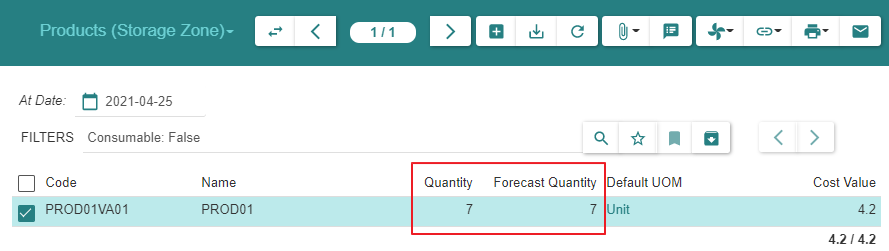 Products (Storage Zone)
1 / 1
At Date: 2021-04-25
FILTERS Consumable: False
Code Name Quantity Forecast Quantity Default UOM Cost Value
PROD01VA01 PROD01 7 7 Unit 4.2
4.2 / 4.2